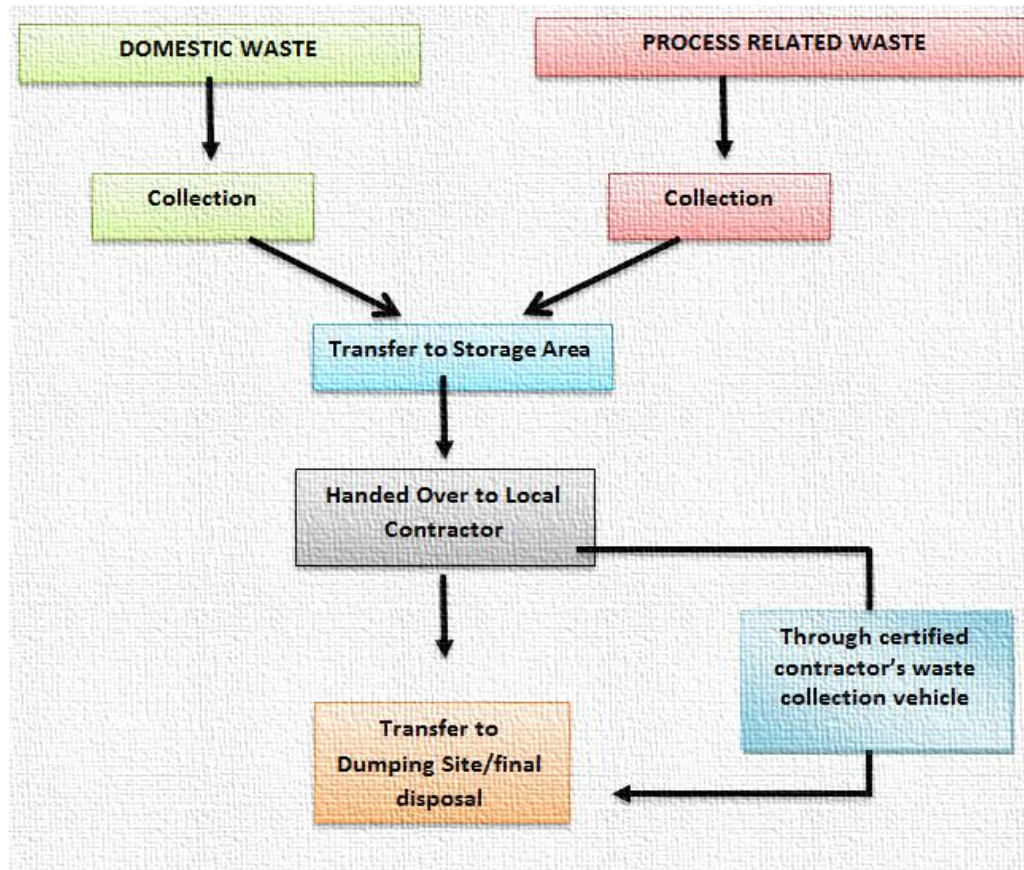 DOMESTIC WASTE
PROCESS RELATED WASTE
Collection
Collection
Transfer to Storage Area
Handed Over to Local
Contractor
Through certified
contractor's waste
collection vehicle
Transfer to
Dumping Site/final
disposal